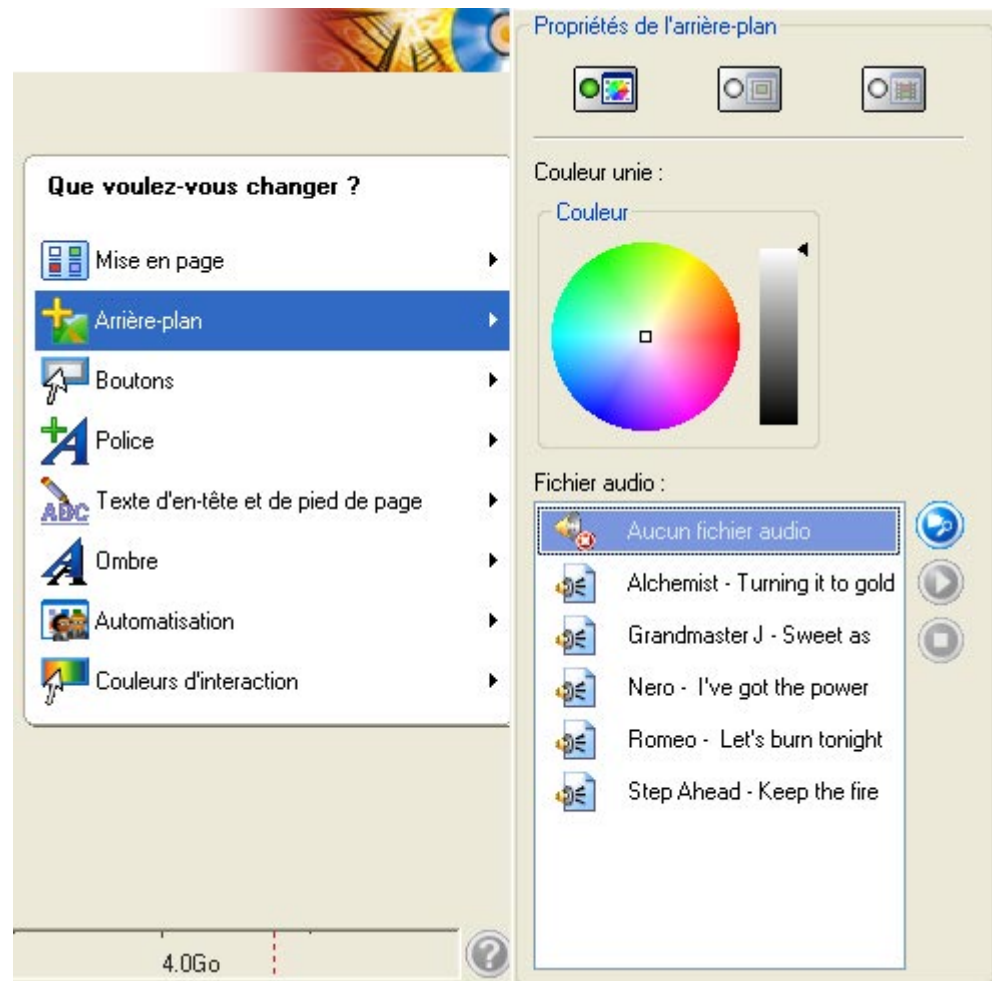 Que voulez-vous changer ?
Mise en page
Arrière-plan
Boutons
Police
ABC Texte d'en-tête et de pied de page
Ombre
Automatisation
Couleurs d'interaction
4.0Go
Propriétés de l'arrière-plan
Couleur unie :
Couleur
Fichier audio :
Aucun fichier audio
Alchemist - Turning it to gold
Grandmaster J - Sweet as
Nero - I've got the power
Romeo - Let's burn tonight
Step Ahead - Keep the fire